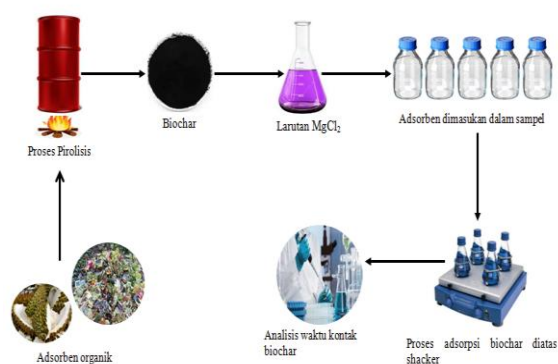 Proses Pirolisis
Biochar
Larutan MgCl₂
Adsorben dimasukan dalam sampel
Adsorben organik
Analisis waktu kontak
biochar
Proses adsorpsi biochar diatas
shacker